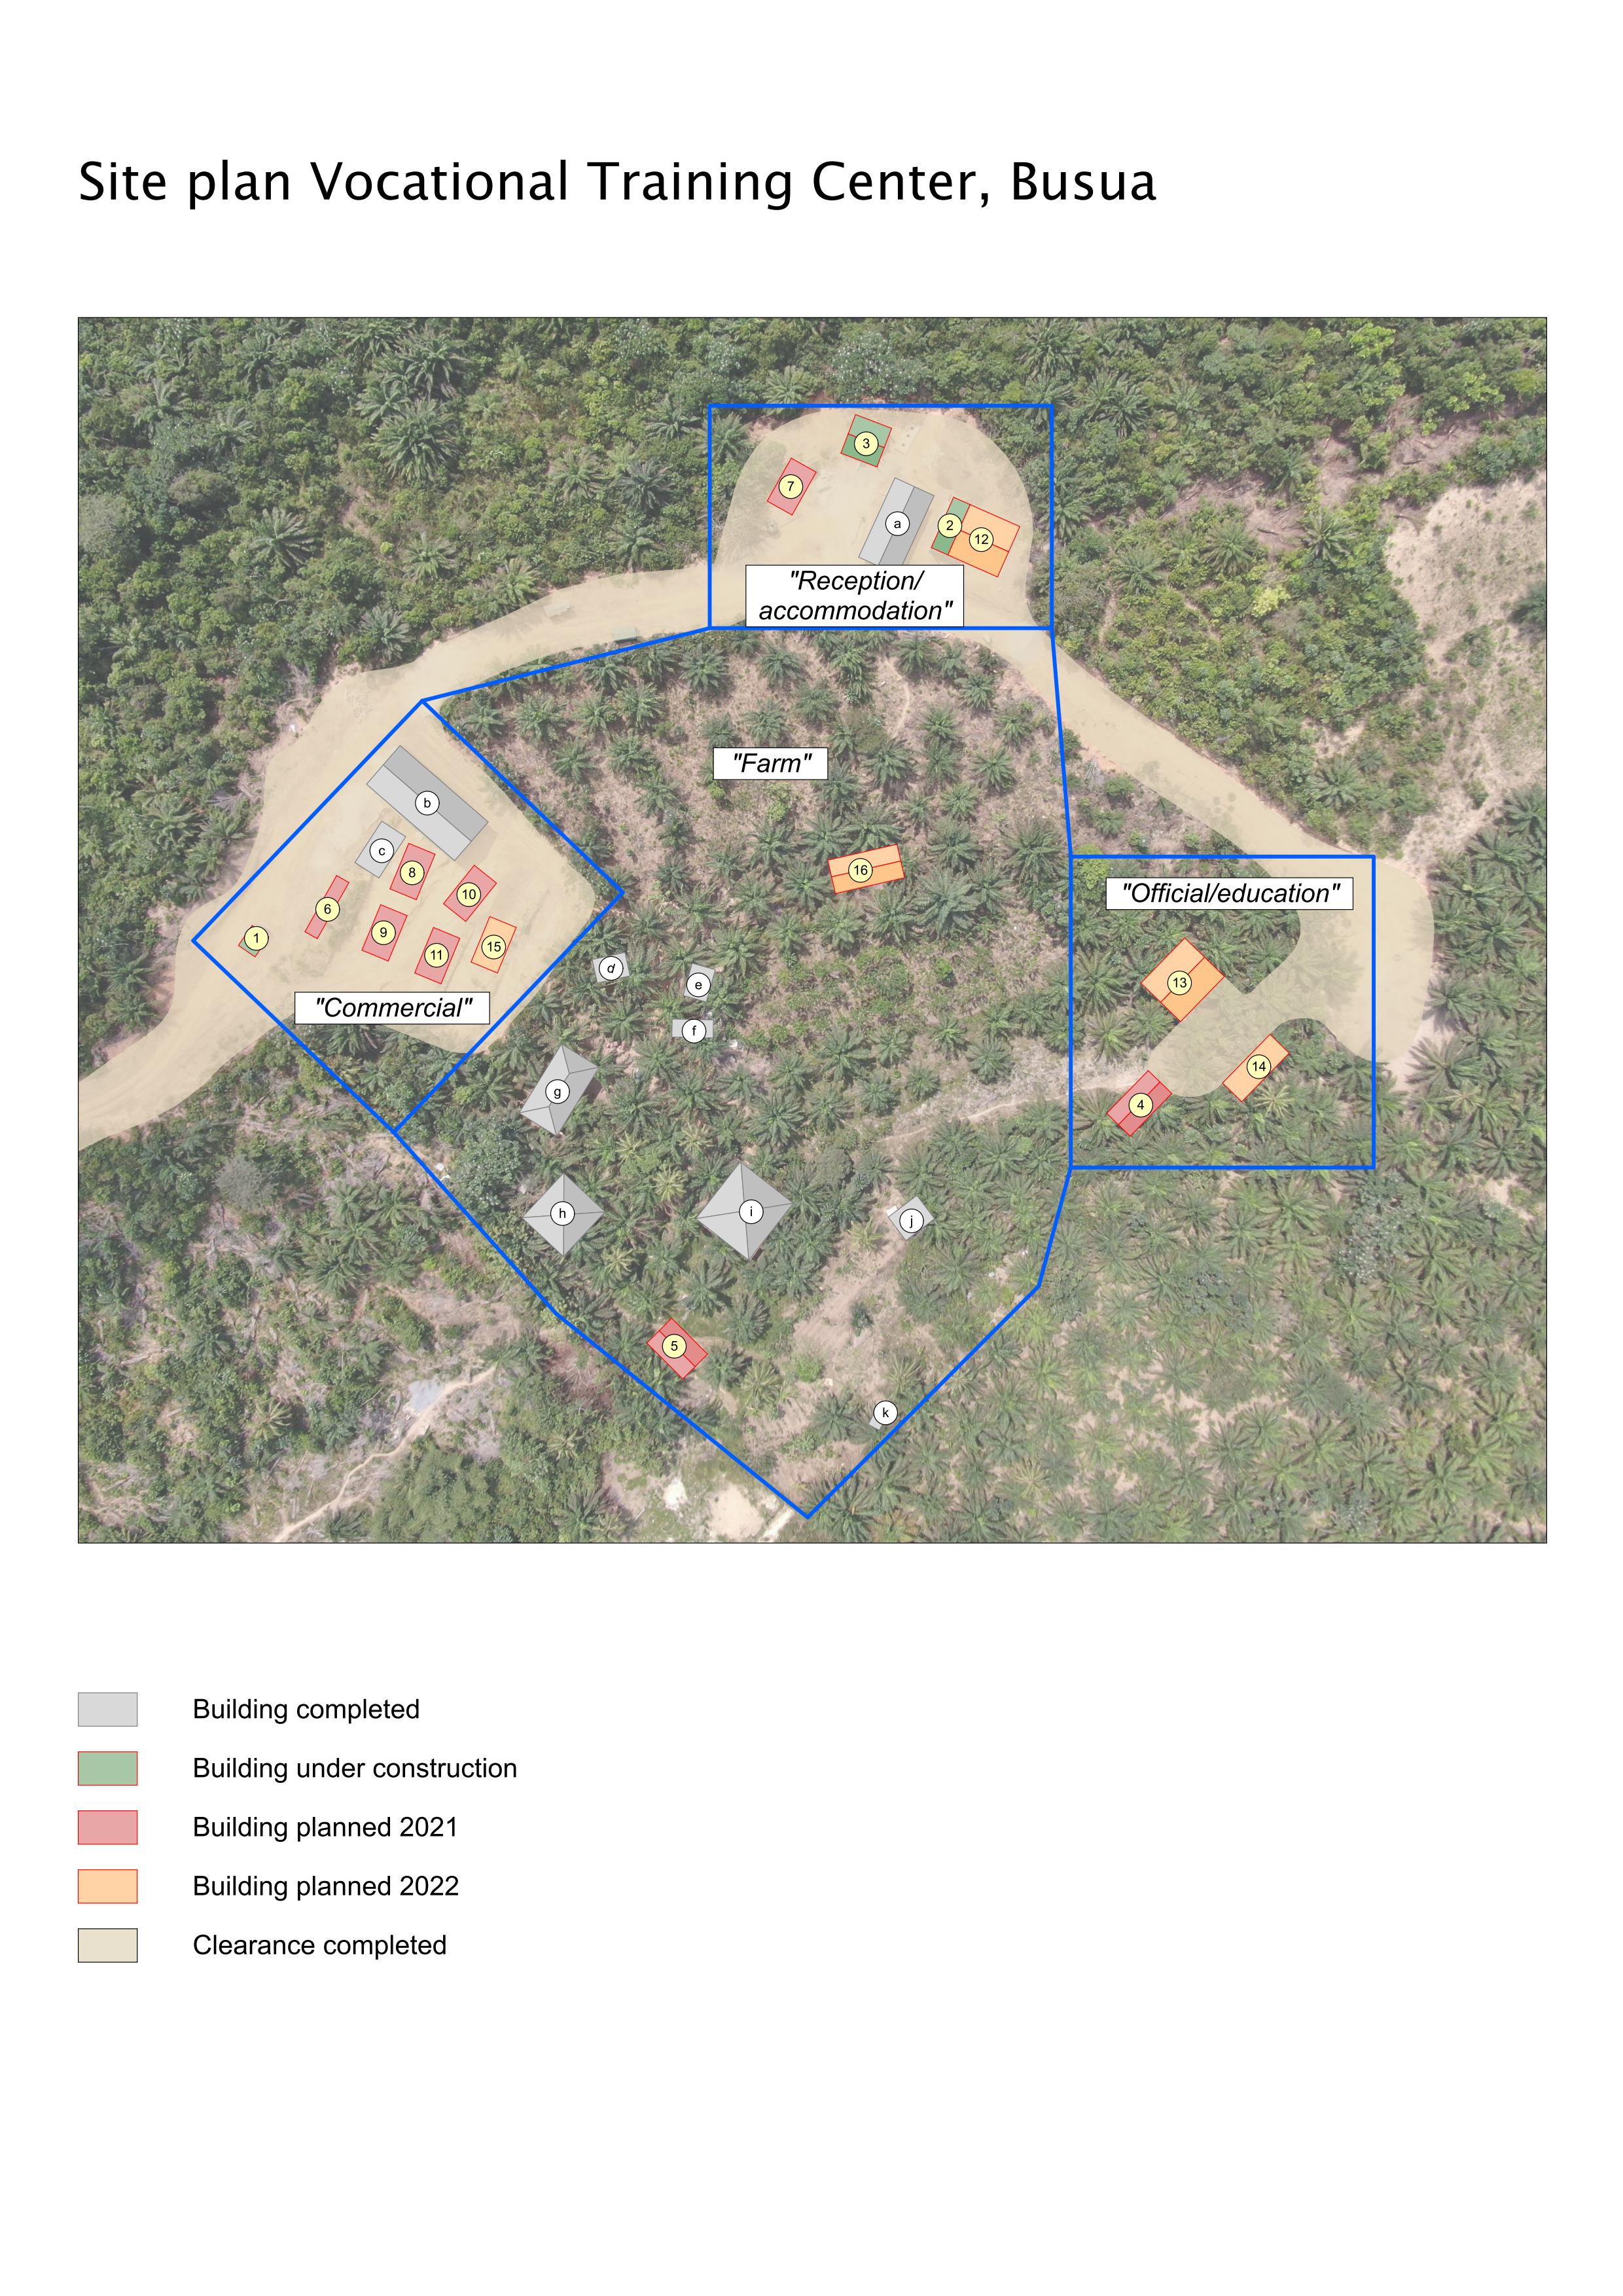 Site plan Vocational Training Center, Busua
3
7
a
2
12
"Reception/
accommodation"
"Farm"
b
c
8
10
16
"Official/education"
6
9
1
11
15
d
e
13
"Commercial"
f
14
g
4
h
i
j
5
k
Building completed
Building under construction
Building planned 2021
Building planned 2022
Clearance completed